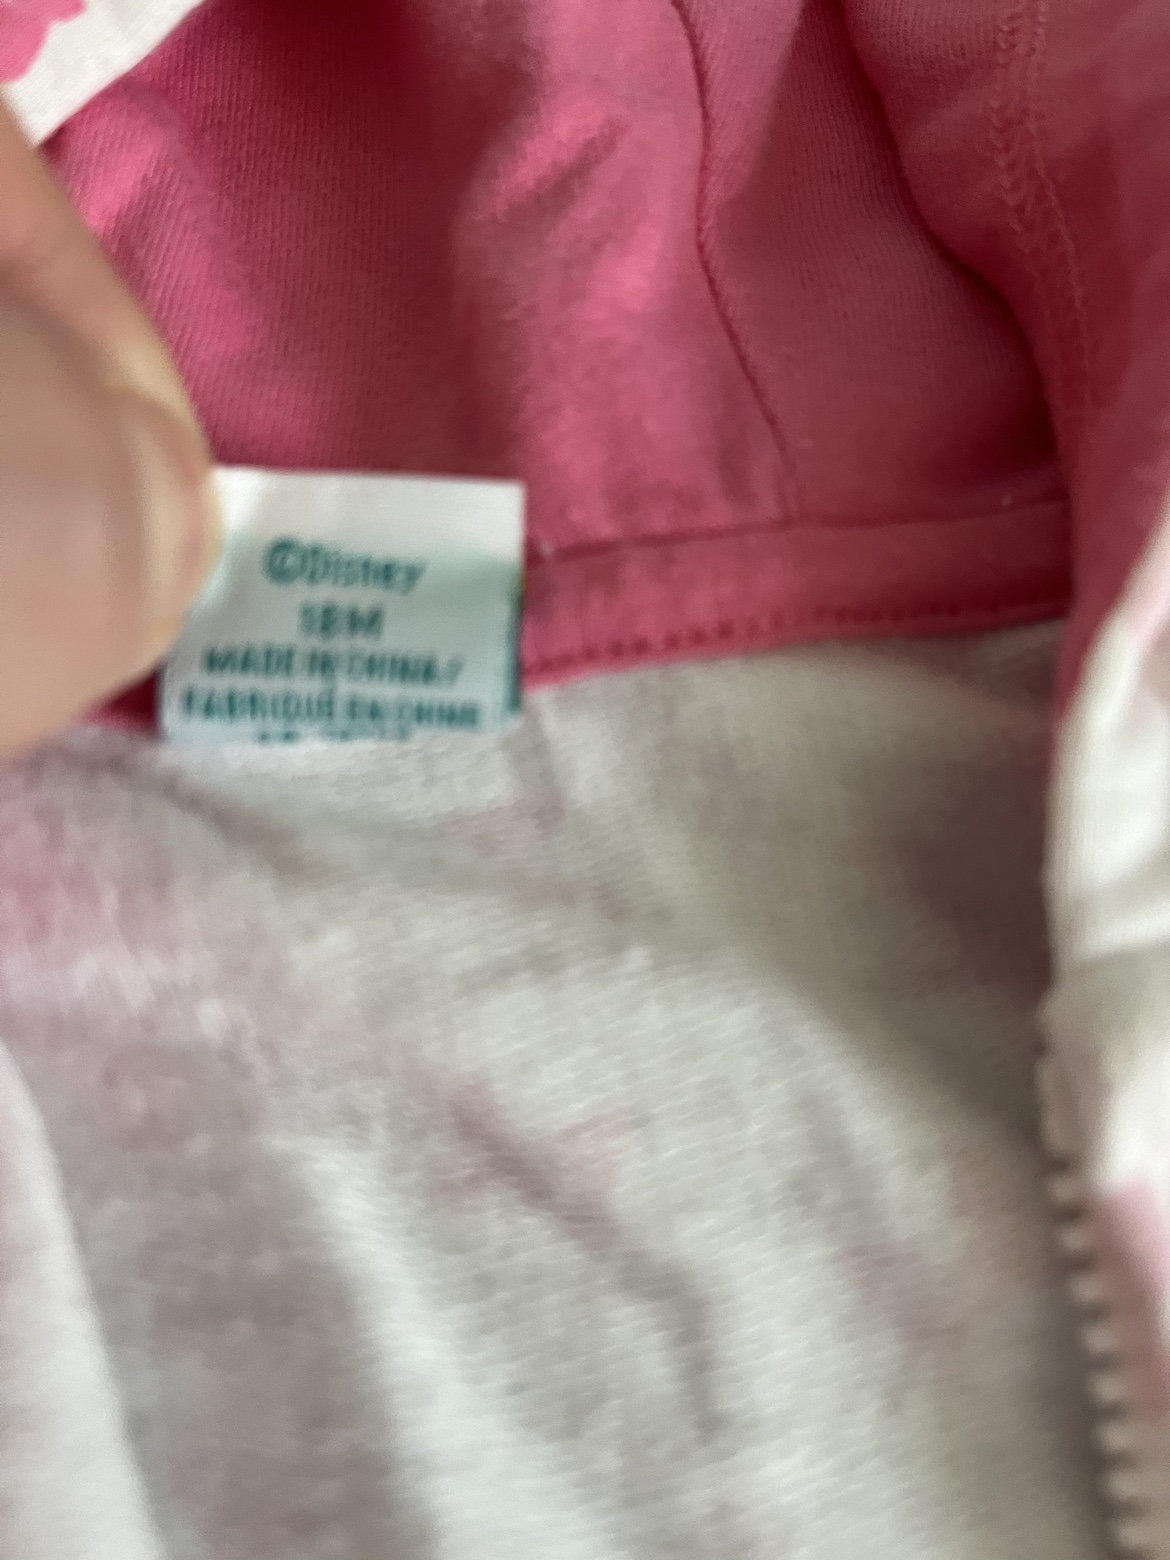 ©Disney
18M
MADE IN CHINA/
FABRIQUÉ EN CHINE